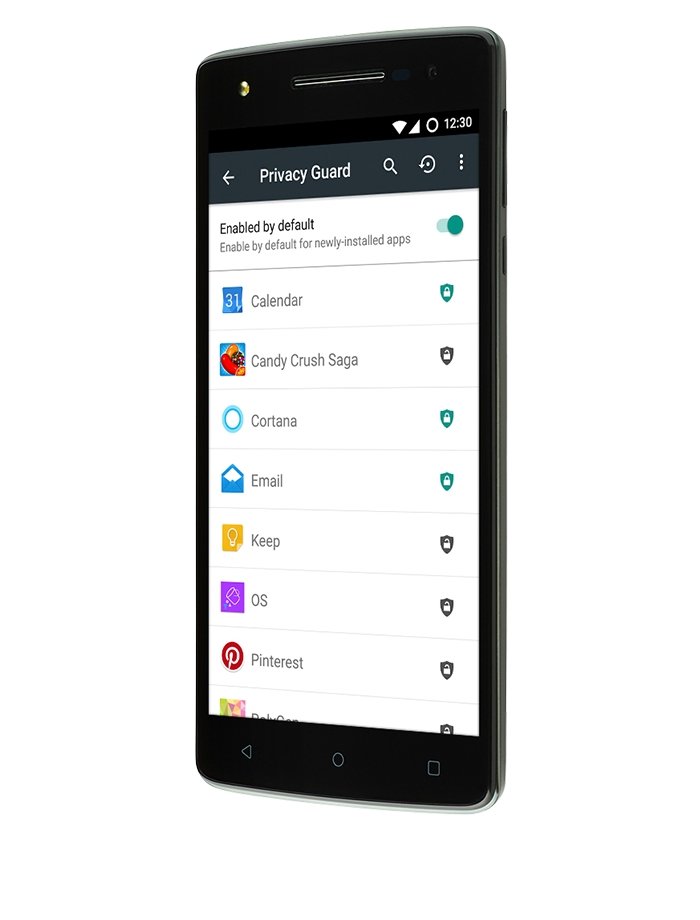 12:30
Privacy Guard
Enabled by default
Enable by default for newly-installed apps
31 Calendar
Candy Crush Saga
Cortana
Email
Keep
OS
Pinterest
PolyGen